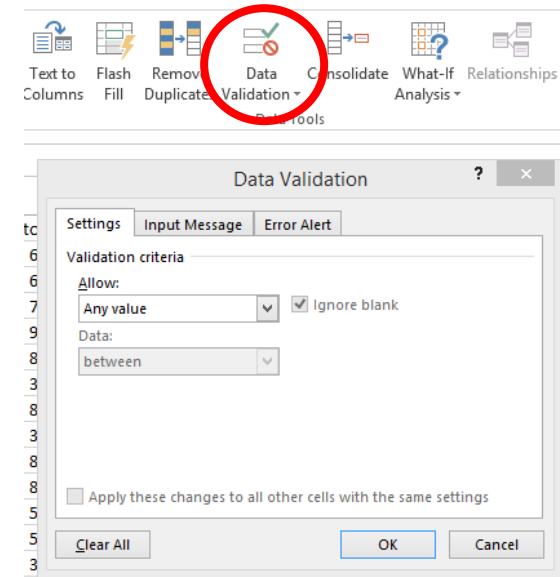 Text to Flash Remove Data Consolidate What-If Relationships
Columns Fill Duplicates Validation Analysis
Data Tools
Data Validation ? ×
Settings Input Message Error Alert
Validation criteria
Allow:
Any value Ignore blank
Data:
between
Apply these changes to all other cells with the same settings
Clear All OK Cancel
6
6
7
9
8
3
8
3
8
8
5
5
3